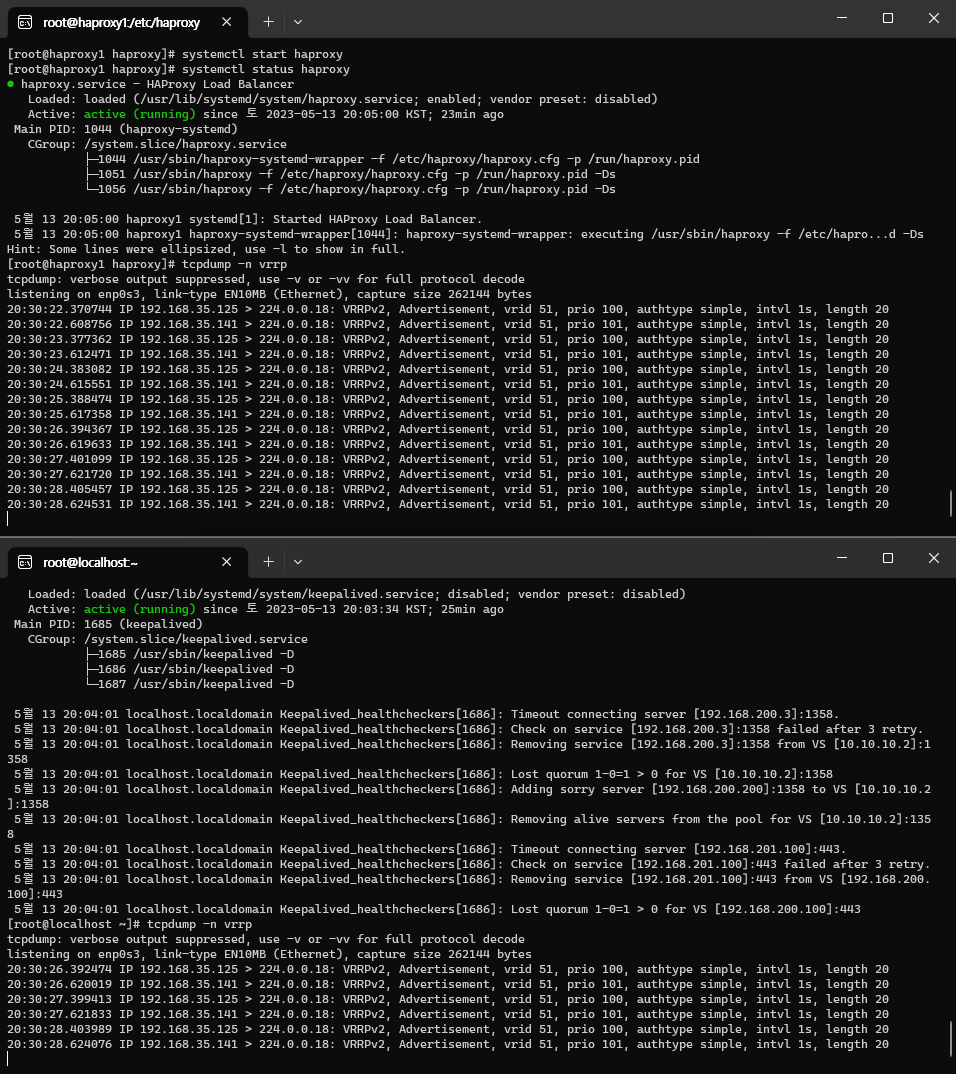 root@haproxy1:/etc/haproxy
[root@haproxy1 haproxy]# systemctl start haproxy
[root@haproxy1 haproxy]# systemctl status haproxy
● haproxy.service - HAProxy Load Balancer
   Loaded: loaded (/usr/lib/systemd/system/haproxy.service; enabled; vendor preset: disabled)
   Active: active (running) since 토 2023-05-13 20:05:00 KST; 23min ago
 Main PID: 1044 (haproxy-systemd)
   CGroup: /system.slice/haproxy.service
           ├─1044 /usr/sbin/haproxy-systemd-wrapper -f /etc/haproxy/haproxy.cfg -p /run/haproxy.pid
           ├─1051 /usr/sbin/haproxy -f /etc/haproxy/haproxy.cfg -p /run/haproxy.pid -Ds
           └─1056 /usr/sbin/haproxy -f /etc/haproxy/haproxy.cfg -p /run/haproxy.pid -Ds
 5월 13 20:05:00 haproxy1 systemd[1]: Started HAProxy Load Balancer.
 5월 13 20:05:00 haproxy1 haproxy-systemd-wrapper[1044]: haproxy-systemd-wrapper: executing /usr/sbin/haproxy -f /etc/hapro...d -Ds
Hint: Some lines were ellipsized, use -l to show in full.
[root@haproxy1 haproxy]# tcpdump -n vrrp
tcpdump: verbose output suppressed, use -v or -vv for full protocol decode
listening on enp0s3, link-type EN10MB (Ethernet), capture size 262144 bytes
20:30:22.370744 IP 192.168.35.125 > 224.0.0.18: VRRPv2, Advertisement, vrid 51, prio 100, authtype simple, intvl 1s, length 20
20:30:22.608756 IP 192.168.35.141 > 224.0.0.18: VRRPv2, Advertisement, vrid 51, prio 101, authtype simple, intvl 1s, length 20
20:30:23.377362 IP 192.168.35.125 > 224.0.0.18: VRRPv2, Advertisement, vrid 51, prio 100, authtype simple, intvl 1s, length 20
20:30:23.612471 IP 192.168.35.141 > 224.0.0.18: VRRPv2, Advertisement, vrid 51, prio 101, authtype simple, intvl 1s, length 20
20:30:24.383082 IP 192.168.35.125 > 224.0.0.18: VRRPv2, Advertisement, vrid 51, prio 100, authtype simple, intvl 1s, length 20
20:30:24.615551 IP 192.168.35.141 > 224.0.0.18: VRRPv2, Advertisement, vrid 51, prio 101, authtype simple, intvl 1s, length 20
20:30:25.388474 IP 192.168.35.125 > 224.0.0.18: VRRPv2, Advertisement, vrid 51, prio 100, authtype simple, intvl 1s, length 20
20:30:25.617358 IP 192.168.35.141 > 224.0.0.18: VRRPv2, Advertisement, vrid 51, prio 101, authtype simple, intvl 1s, length 20
20:30:26.394367 IP 192.168.35.125 > 224.0.0.18: VRRPv2, Advertisement, vrid 51, prio 100, authtype simple, intvl 1s, length 20
20:30:26.619633 IP 192.168.35.141 > 224.0.0.18: VRRPv2, Advertisement, vrid 51, prio 101, authtype simple, intvl 1s, length 20
20:30:27.401099 IP 192.168.35.125 > 224.0.0.18: VRRPv2, Advertisement, vrid 51, prio 100, authtype simple, intvl 1s, length 20
20:30:27.621720 IP 192.168.35.141 > 224.0.0.18: VRRPv2, Advertisement, vrid 51, prio 101, authtype simple, intvl 1s, length 20
20:30:28.405457 IP 192.168.35.125 > 224.0.0.18: VRRPv2, Advertisement, vrid 51, prio 100, authtype simple, intvl 1s, length 20
20:30:28.624531 IP 192.168.35.141 > 224.0.0.18: VRRPv2, Advertisement, vrid 51, prio 101, authtype simple, intvl 1s, length 20
root@localhost:~
   Loaded: loaded (/usr/lib/systemd/system/keepalived.service; disabled; vendor preset: disabled)
   Active: active (running) since 토 2023-05-13 20:03:34 KST; 25min ago
 Main PID: 1685 (keepalived)
   CGroup: /system.slice/keepalived.service
           ├─1685 /usr/sbin/keepalived -D
           ├─1686 /usr/sbin/keepalived -D
           └─1687 /usr/sbin/keepalived -D
 5월 13 20:04:01 localhost.localdomain Keepalived_healthcheckers[1686]: Timeout connecting server [192.168.200.3]:1358.
 5월 13 20:04:01 localhost.localdomain Keepalived_healthcheckers[1686]: Check on service [192.168.200.3]:1358 failed after 3 retry.
 5월 13 20:04:01 localhost.localdomain Keepalived_healthcheckers[1686]: Removing service [192.168.200.3]:1358 from VS [10.10.10.2]:1
358
 5월 13 20:04:01 localhost.localdomain Keepalived_healthcheckers[1686]: Lost quorum 1-0=1 > 0 for VS [10.10.10.2]:1358
 5월 13 20:04:01 localhost.localdomain Keepalived_healthcheckers[1686]: Adding sorry server [192.168.200.200]:1358 to VS [10.10.10.2
]:1358
 5월 13 20:04:01 localhost.localdomain Keepalived_healthcheckers[1686]: Removing alive servers from the pool for VS [10.10.10.2]:135
8
 5월 13 20:04:01 localhost.localdomain Keepalived_healthcheckers[1686]: Timeout connecting server [192.168.201.100]:443.
 5월 13 20:04:01 localhost.localdomain Keepalived_healthcheckers[1686]: Check on service [192.168.201.100]:443 failed after 3 retry.
 5월 13 20:04:01 localhost.localdomain Keepalived_healthcheckers[1686]: Removing service [192.168.201.100]:443 from VS [192.168.200.
100]:443
 5월 13 20:04:01 localhost.localdomain Keepalived_healthcheckers[1686]: Lost quorum 1-0=1 > 0 for VS [192.168.200.100]:443
[root@localhost ~]# tcpdump -n vrrp
tcpdump: verbose output suppressed, use -v or -vv for full protocol decode
listening on enp0s3, link-type EN10MB (Ethernet), capture size 262144 bytes
20:30:26.392474 IP 192.168.35.125 > 224.0.0.18: VRRPv2, Advertisement, vrid 51, prio 100, authtype simple, intvl 1s, length 20
20:30:26.620019 IP 192.168.35.141 > 224.0.0.18: VRRPv2, Advertisement, vrid 51, prio 101, authtype simple, intvl 1s, length 20
20:30:27.399413 IP 192.168.35.125 > 224.0.0.18: VRRPv2, Advertisement, vrid 51, prio 100, authtype simple, intvl 1s, length 20
20:30:27.621833 IP 192.168.35.141 > 224.0.0.18: VRRPv2, Advertisement, vrid 51, prio 101, authtype simple, intvl 1s, length 20
20:30:28.403989 IP 192.168.35.125 > 224.0.0.18: VRRPv2, Advertisement, vrid 51, prio 100, authtype simple, intvl 1s, length 20
20:30:28.624076 IP 192.168.35.141 > 224.0.0.18: VRRPv2, Advertisement, vrid 51, prio 101, authtype simple, intvl 1s, length 20